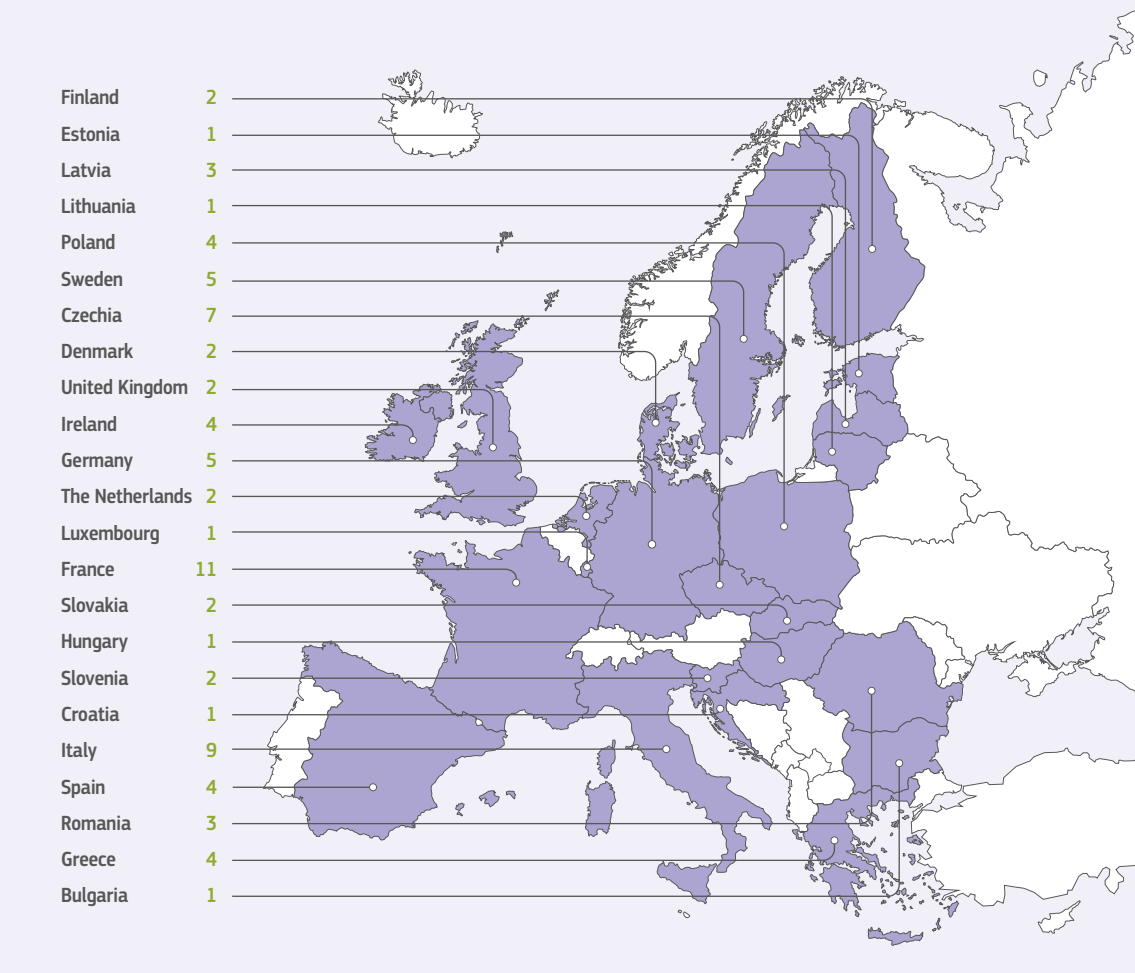 Finland 2
Estonia 1
Latvia 3
Lithuania 1
Poland 4
Sweden 5
Czechia 7
Denmark 2
United Kingdom 2
Ireland 4
Germany 5
The Netherlands 2
Luxembourg 1
France 11
Slovakia 2
Hungary 1
Slovenia 2
Croatia 1
Italy 9
Spain 4
Romania 3
Greece 4
Bulgaria 1